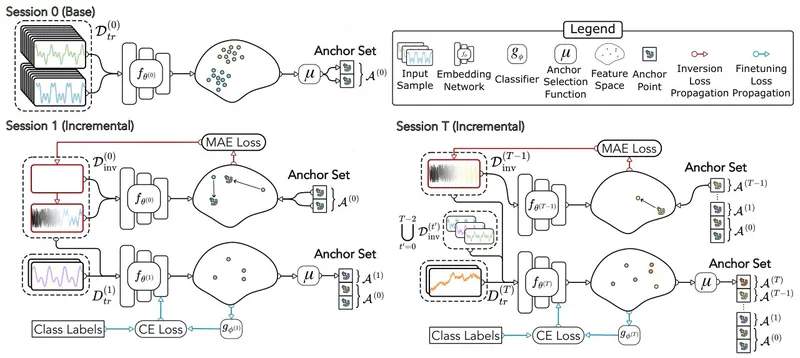 Session 0 (Base)
𝒟_tr^(0)
f_θ^(0)
μ
Anchor Set
𝒜^(0)
Legend
f_θ
g_ϕ
μ
Input Sample
Embedding Network
Classifier
Anchor Selection Function
Feature Space
Anchor Point
Inversion Loss Propagation
Finetuning Loss Propagation
Session 1 (Incremental)
MAE Loss
𝒟_inv^(0)
f_θ^(0)
Anchor Set
𝒜^(0)
D_tr^(1)
f_θ^(1)
μ
Anchor Set
𝒜^(1)
𝒜^(0)
Class Labels
CE Loss
g_ϕ^(1)
Session T (Incremental)
MAE Loss
𝒟_inv^(T−1)
f_θ^(T−1)
Anchor Set
𝒜^(T−1)
⋮
𝒜^(1)
𝒜^(0)
⋃_{t'=0}^{T−2} 𝒟_inv^(t')
D_tr^(T)
f_θ^(T)
μ
Anchor Set
𝒜^(T)
𝒜^(T−1)
⋮
𝒜^(1)
𝒜^(0)
Class Labels
CE Loss
g_ϕ^(T)